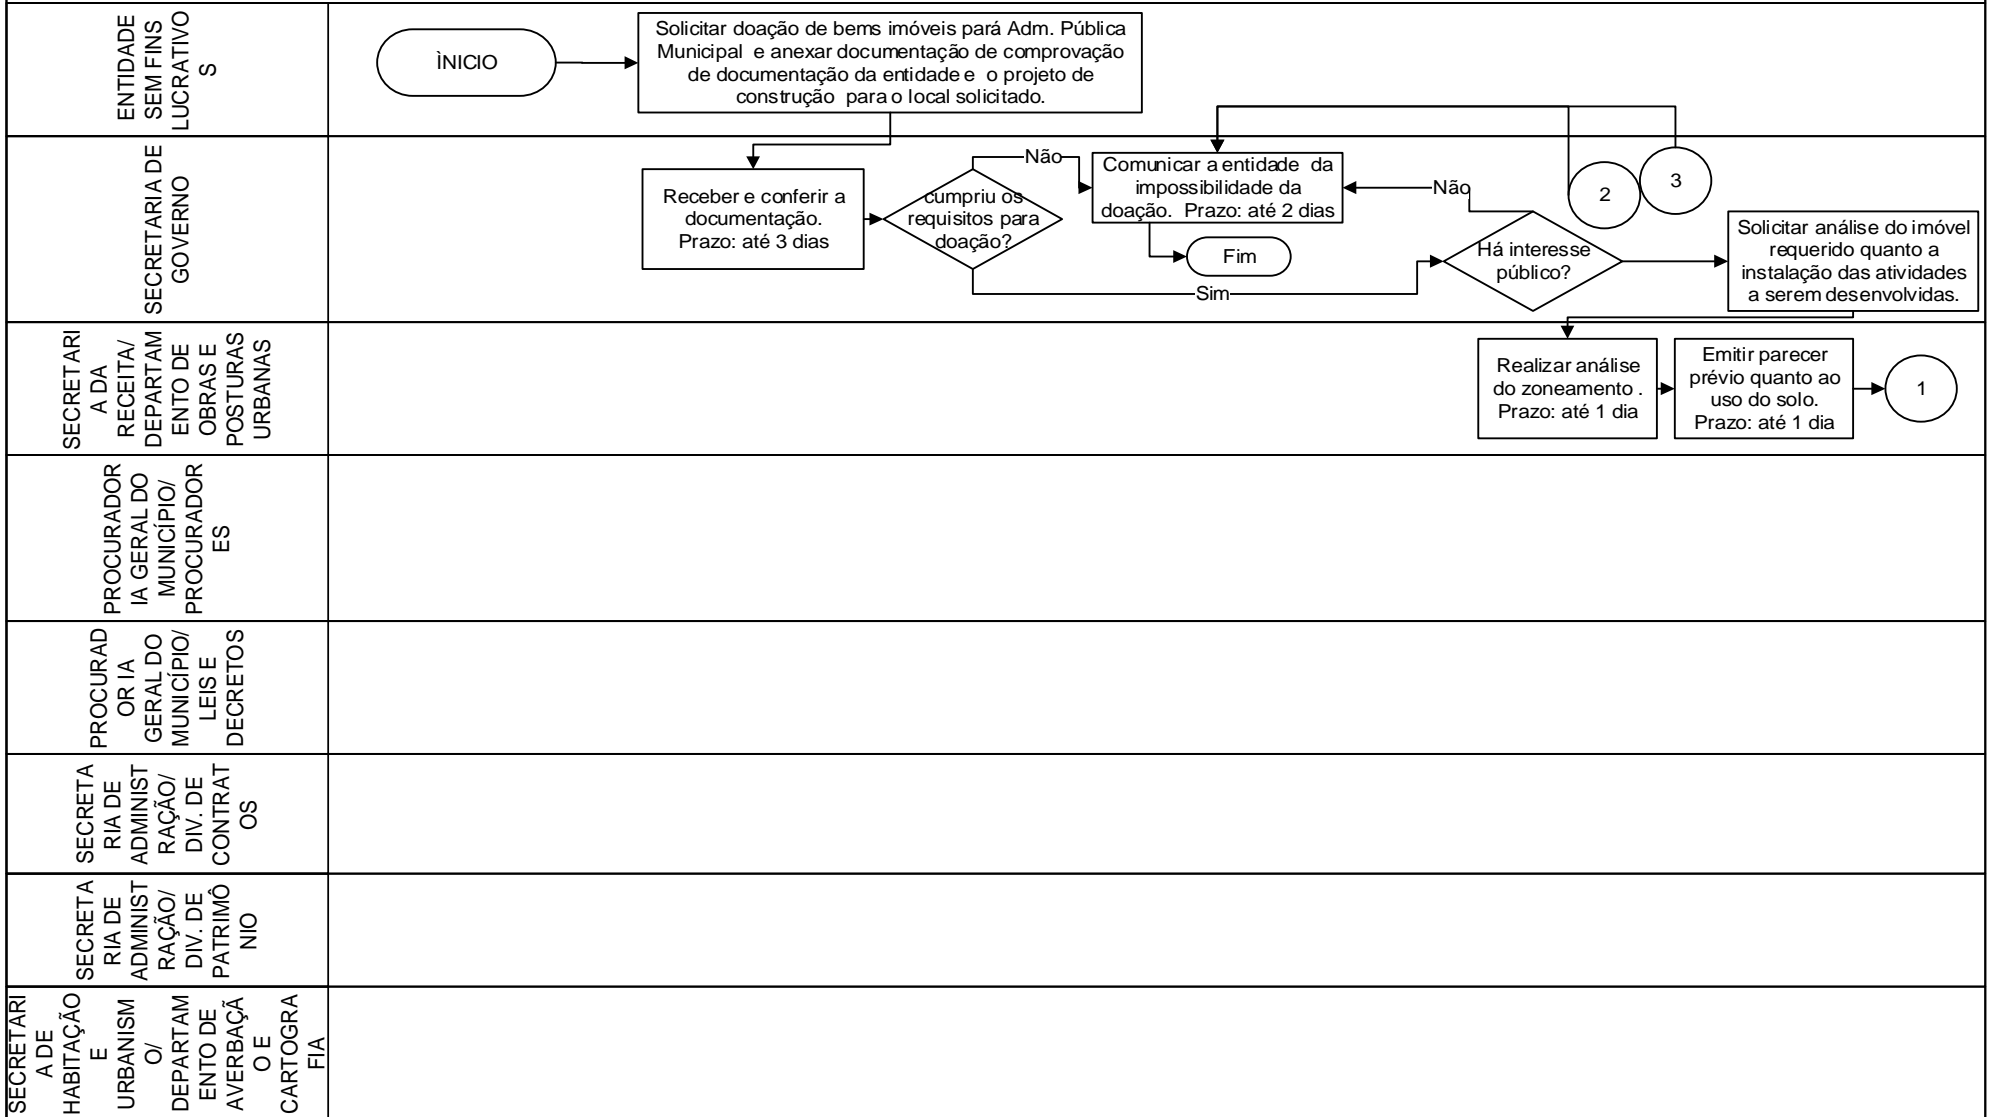 ENTIDADE
SEM FINS
LUCRATIVO
S
ÌNICIO
Solicitar doação de bems imóveis pará Adm. Pública
Municipal e anexar documentação de comprovação
de documentação da entidade e o projeto de
construção para o local solicitado.
SECRETARIA DE
GOVERNO
Receber e conferir a
documentação.
Prazo: até 3 dias
cumpriu os
requisitos para
doação?
Não
Comunicar a entidade da
impossibilidade da
doação. Prazo: até 2 dias
Fim
Sim
Não
Há interesse
público?
2
3
Solicitar análise do imóvel
requerido quanto a
instalação das atividades
a serem desenvolvidas.
SECRETARI
A DA
RECEITA/
DEPARTAM
ENTO DE
OBRAS E
POSTURAS
URBANAS
Realizar análise
do zoneamento .
Prazo: até 1 dia
Emitir parecer
prévio quanto ao
uso do solo.
Prazo: até 1 dia
1
PROCURADOR
IA GERAL DO
MUNICÍPIO/
PROCURADOR
ES
PROCURAD
OR IA
GERAL DO
MUNICÍPIO/
LEIS E
DECRETOS
SECRETA
RIA DE
ADMINIST
RAÇÃO/
DIV. DE
CONTRAT
OS
SECRETA
RIA DE
ADMINIST
RAÇÃO/
DIV. DE
PATRIMÔ
NIO
SECRETARI
A DE
HABITAÇÃO
E
URBANISM
O/
DEPARTAM
ENTO DE
AVERBAÇÃ
O E
CARTOGRA
FIA